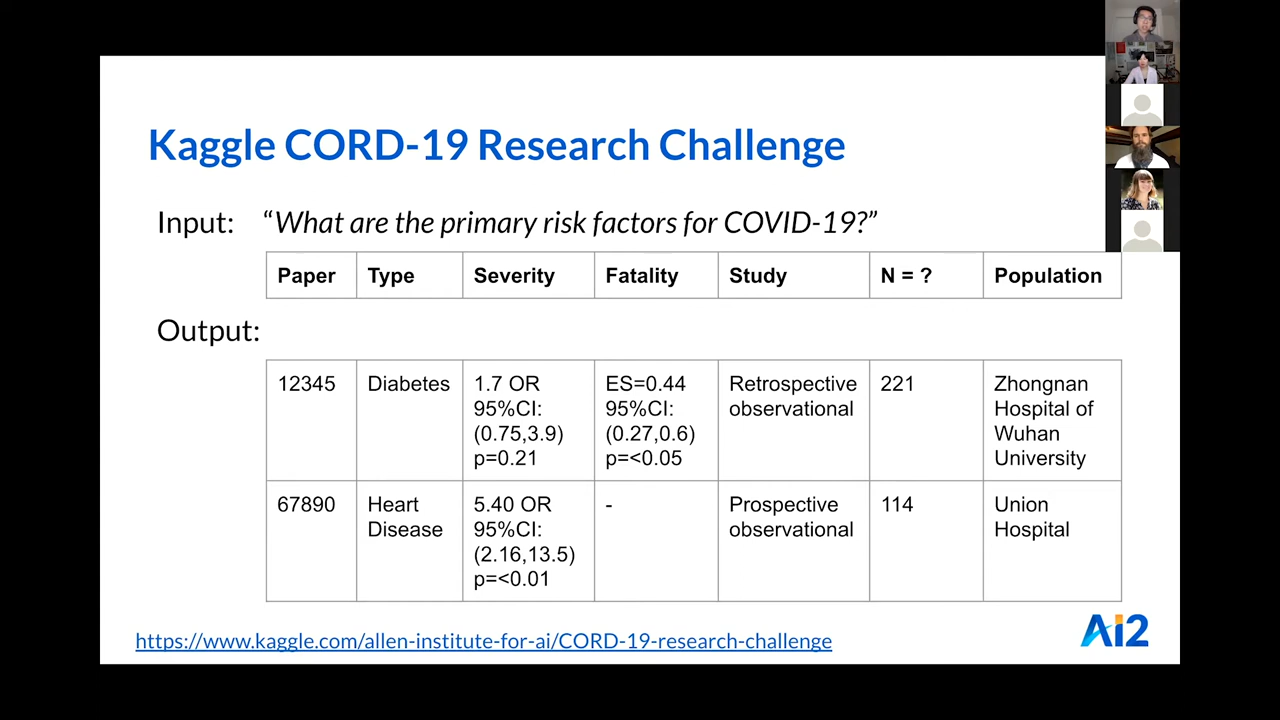 Kaggle CORD-19 Research Challenge
Input: “What are the primary risk factors for COVID-19?”
Paper Type Severity Fatality Study N = ? Population
Output:
12345 Diabetes 1.7 OR ES=0.44 Retrospective 221 Zhongnan
95%CI: 95%CI: observational Hospital of
(0.75,3.9) (0.27,0.6) Wuhan
p=0.21 p=<0.05 University
67890 Heart 5.40 OR - Prospective 114 Union
Disease 95%CI: observational Hospital
(2.16,13.5)
p=<0.01
https://www.kaggle.com/allen-institute-for-ai/CORD-19-research-challenge
Ai2